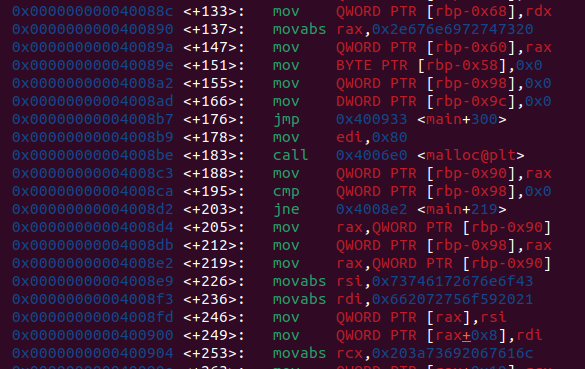 0x000000000040088c <+133>: mov QWORD PTR [rbp-0x68],rdx
0x0000000000400890 <+137>: movabs rax,0x2e676e6972747320
0x000000000040089a <+147>: mov QWORD PTR [rbp-0x60],rax
0x000000000040089e <+151>: mov BYTE PTR [rbp-0x58],0x0
0x00000000004008a2 <+155>: mov QWORD PTR [rbp-0x98],0x0
0x00000000004008ad <+166>: mov DWORD PTR [rbp-0x9c],0x0
0x00000000004008b7 <+176>: jmp 0x400933 <main+300>
0x00000000004008b9 <+178>: mov edi,0x80
0x00000000004008be <+183>: call 0x4006e0 <malloc@plt>
0x00000000004008c3 <+188>: mov QWORD PTR [rbp-0x90],rax
0x00000000004008ca <+195>: cmp QWORD PTR [rbp-0x98],0x0
0x00000000004008d2 <+203>: jne 0x4008e2 <main+219>
0x00000000004008d4 <+205>: mov rax,QWORD PTR [rbp-0x90]
0x00000000004008db <+212>: mov QWORD PTR [rbp-0x98],rax
0x00000000004008e2 <+219>: mov rax,QWORD PTR [rbp-0x90]
0x00000000004008e9 <+226>: movabs rsi,0x73746172676e6f43
0x00000000004008f3 <+236>: movabs rdi,0x662072756f592021
0x00000000004008fd <+246>: mov QWORD PTR [rax],rsi
0x0000000000400900 <+249>: mov QWORD PTR [rax+0x8],rdi
0x0000000000400904 <+253>: movabs rcx,0x203a73692067616c